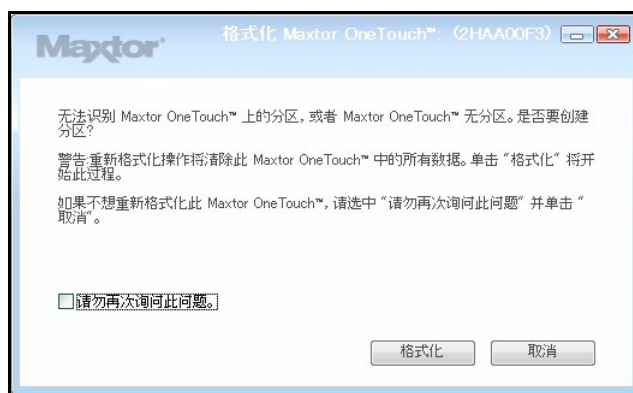 Maxtor
格式化 Maxtor OneTouch™: (2HAA00F3)
无法识别 Maxtor OneTouch™ 上的分区，或者 Maxtor OneTouch™ 无分区。是否要创建
分区？
警告:重新格式化操作将清除此 Maxtor OneTouch™ 中的所有数据。单击 “格式化” 将开
始此过程。
如果不想重新格式化此 Maxtor OneTouch™，请选中 “请勿再次询问此问题” 并单击 “
取消”。
请勿再次询问此问题。
格式化
取消